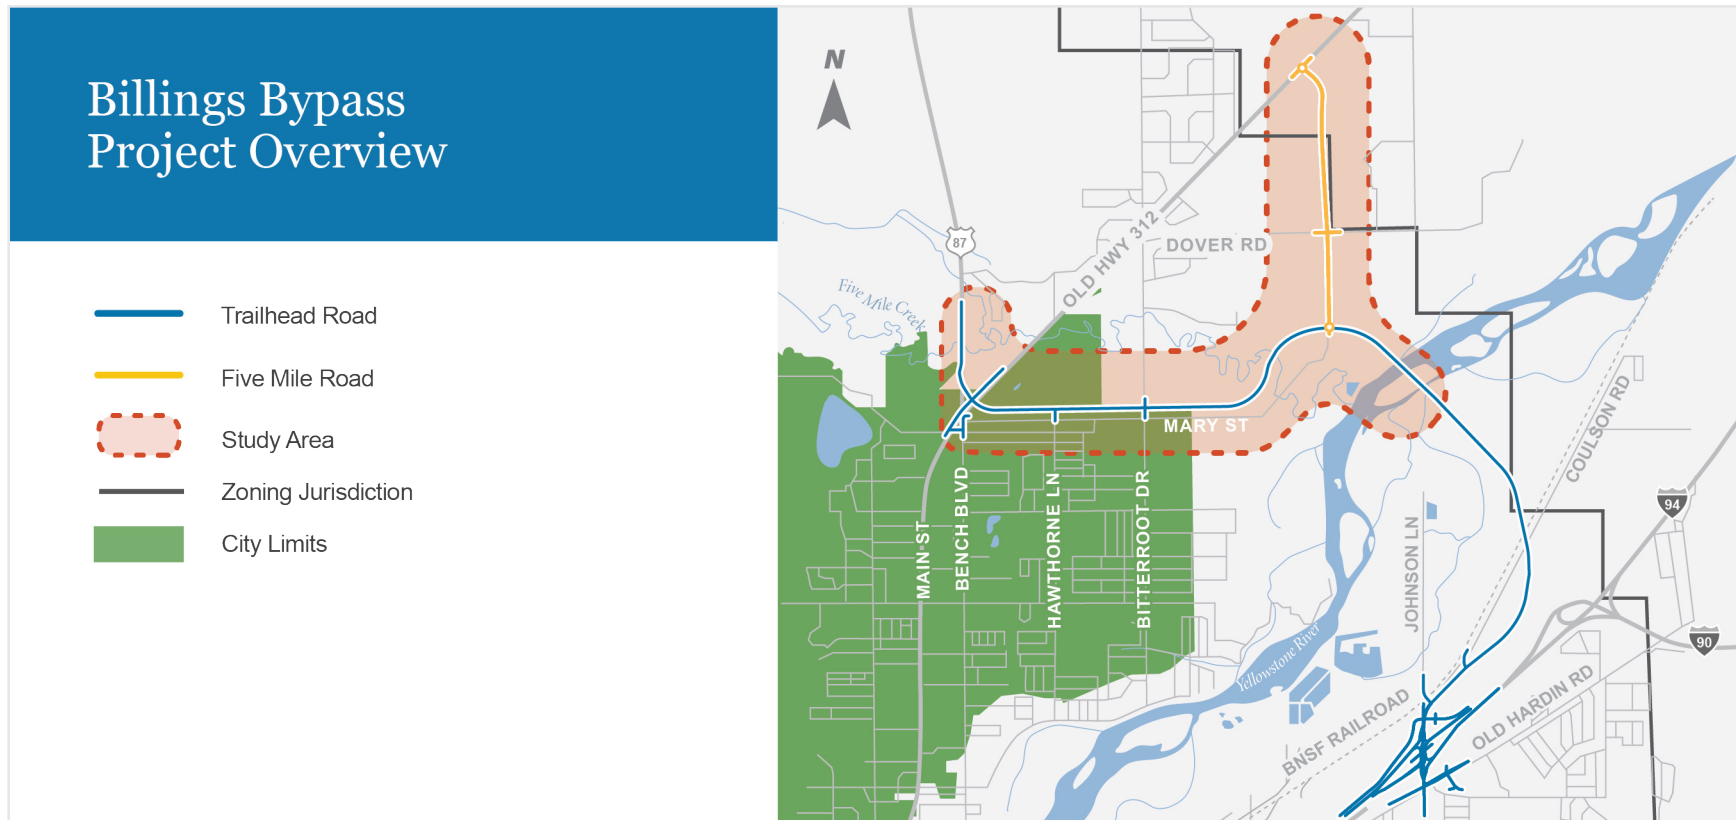 Billings Bypass
Project Overview
Trailhead Road
Five Mile Road
Study Area
Zoning Jurisdiction
City Limits
N
87
OLD HWY 312
DOVER RD
Five Mile Creek
MARY ST
MAIN ST
BENCH BLVD
HAWTHORNE LN
BITTERROOT DR
JOHNSON LN
COULSON RD
94
90
Yellowstone River
BNSF RAILROAD
OLD HARDIN RD